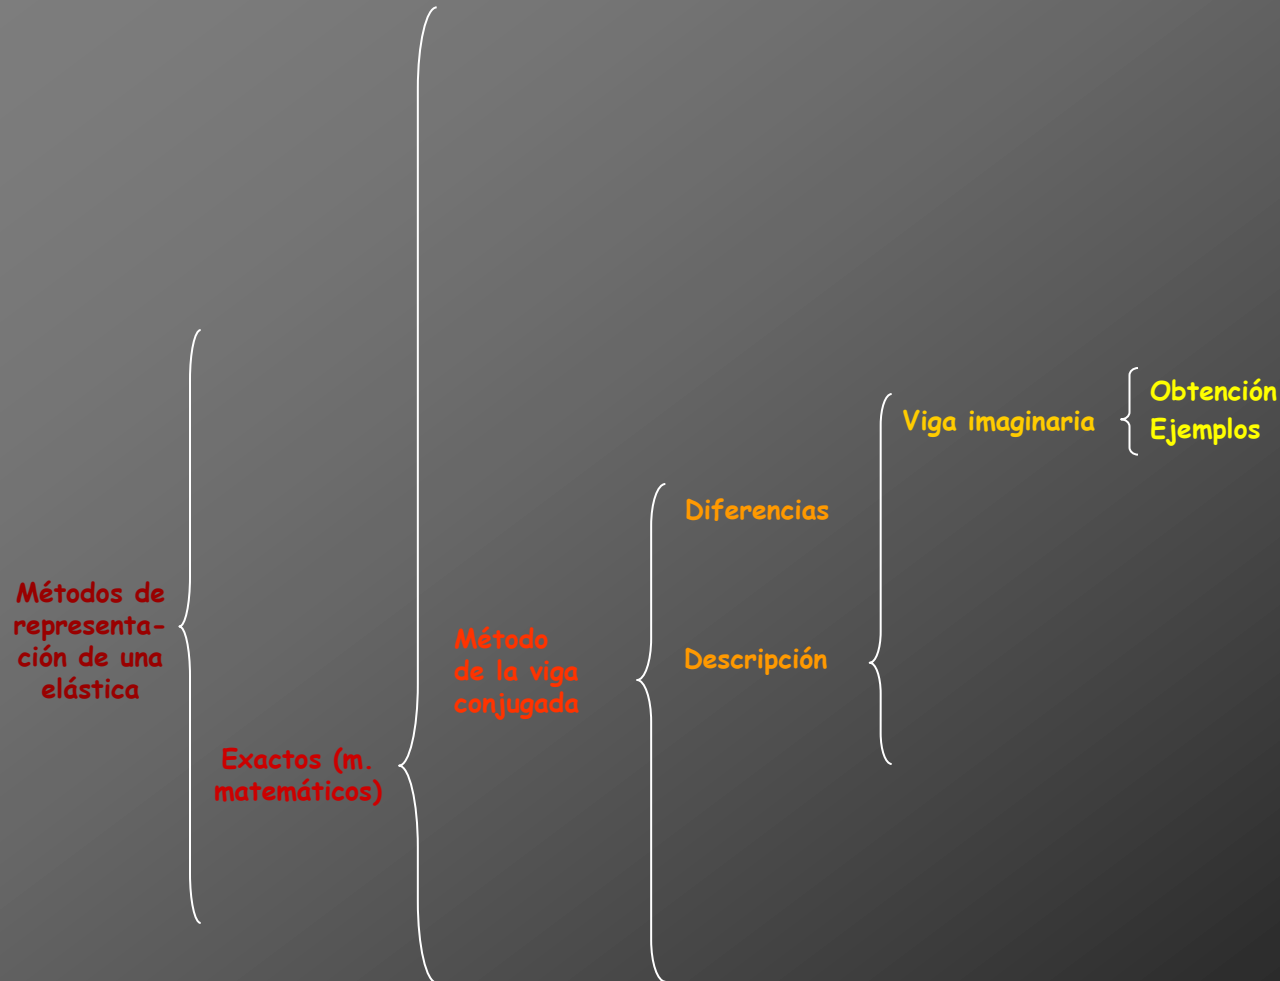 Métodos de
representa-
ción de una
elástica
Exactos (m.
matemáticos)
Método
de la viga
conjugada
Diferencias
Descripción
Viga imaginaria
Obtención
Ejemplos